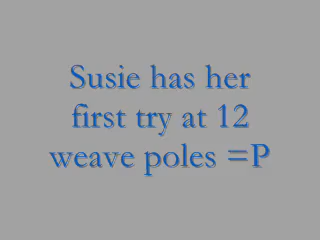 Susie has her
first try at 12
weave poles =P